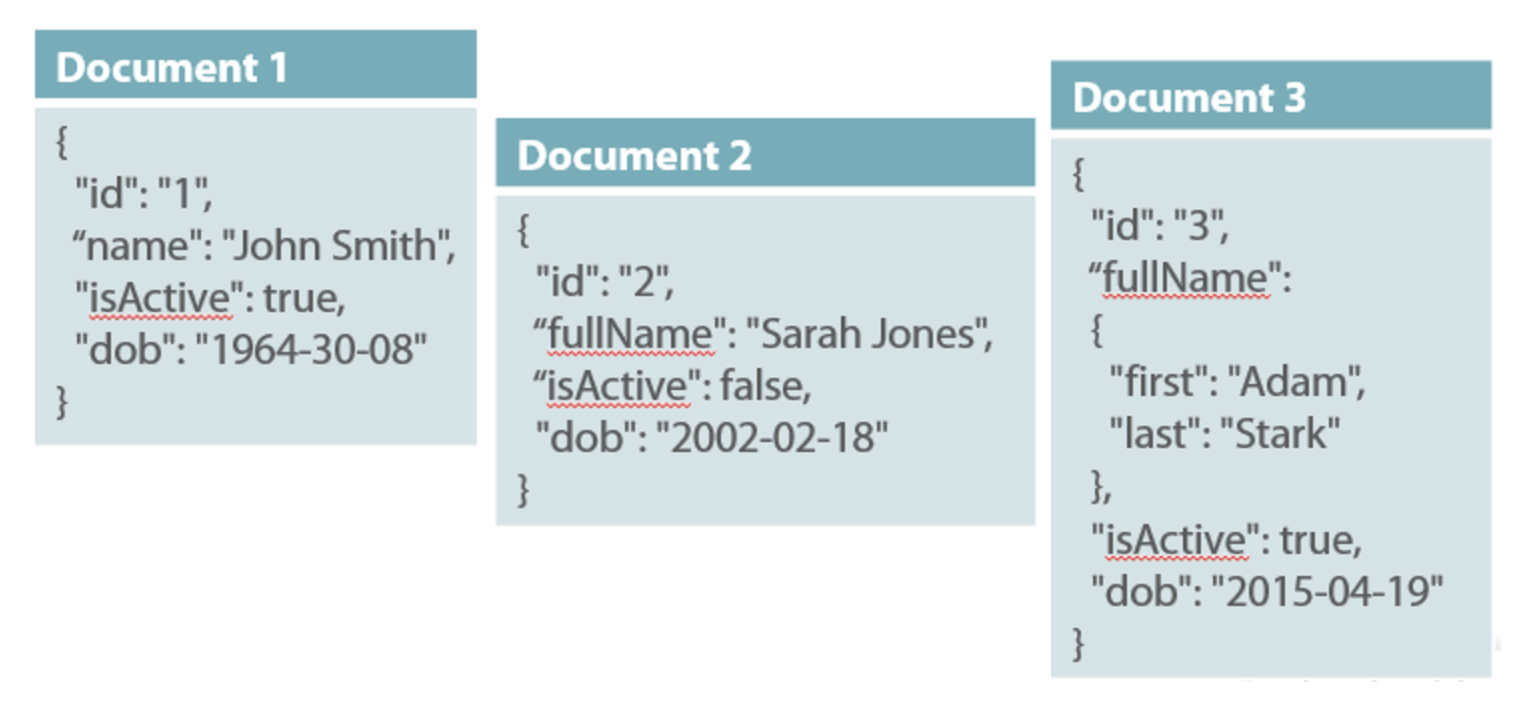 Document 1
{
"id": "1",
“name": "John Smith",
"isActive": true,
"dob": "1964-30-08"
}
Document 2
{
"id": "2",
“fullName": "Sarah Jones",
“isActive": false,
"dob": "2002-02-18"
}
Document 3
{
"id": "3",
“fullName":
{
"first": "Adam",
"last": "Stark"
},
"isActive": true,
"dob": "2015-04-19"
}